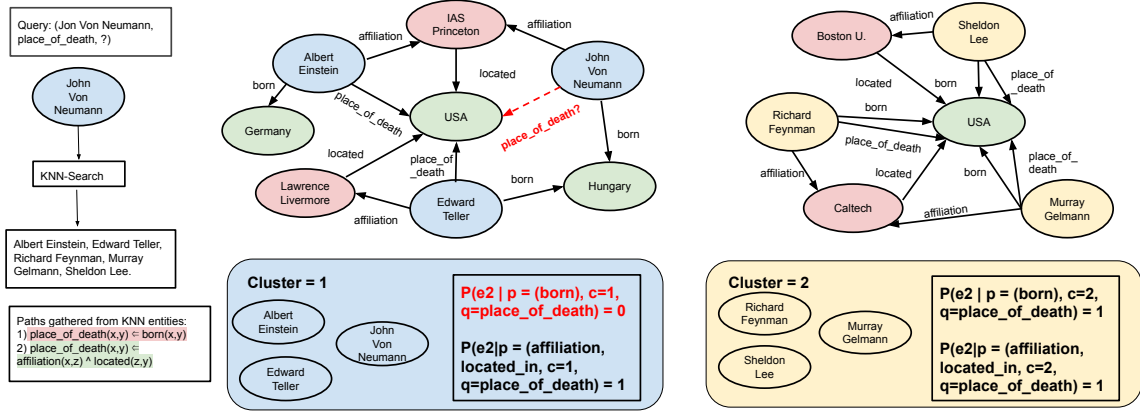 Query: (Jon Von Neumann,
place_of_death, ?)
John
Von
Neumann
KNN-Search
Albert Einstein, Edward Teller,
Richard Feynman, Murray
Gelmann, Sheldon Lee.
Paths gathered from KNN entities:
1) place_of_death(x,y) ⇐ born(x,y)
2) place_of_death(x,y) ⇐
affiliation(x,z) ^ located(z,y)
IAS
Princeton
affiliation
affiliation
Albert
Einstein
John
Von
Neumann
located
born
place_of_death
Germany
USA
place_of_death?
born
located
place_of
_death
Lawrence
Livermore
born
Hungary
Edward
Teller
affiliation
Cluster = 1
Albert
Einstein
John
Von
Neumann
Edward
Teller
P(e2 | p = (born), c=1,
q=place_of_death) = 0
P(e2|p = (affiliation,
located_in, c=1,
q=place_of_death) = 1
affiliation
Boston U.
Sheldon
Lee
located
born
place_of
_death
Richard
Feynman
born
USA
place_of_death
affiliation
located
born
place_of_
death
Caltech
affiliation
Murray
Gelmann
Cluster = 2
Richard
Feynman
Murray
Gelmann
Sheldon
Lee
P(e2 | p = (born), c=2,
q=place_of_death) = 1
P(e2|p = (affiliation,
located_in, c=2,
q=place_of_death) = 1